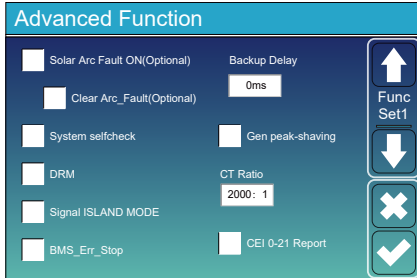 Advanced Function
Solar Arc Fault ON(Optional)
Backup Delay
0ms
Clear Arc_Fault(Optional)
Func
Set1
System selfcheck
Gen peak-shaving
DRM
CT Ratio
2000: 1
Signal ISLAND MODE
BMS_Err_Stop
CEI 0-21 Report